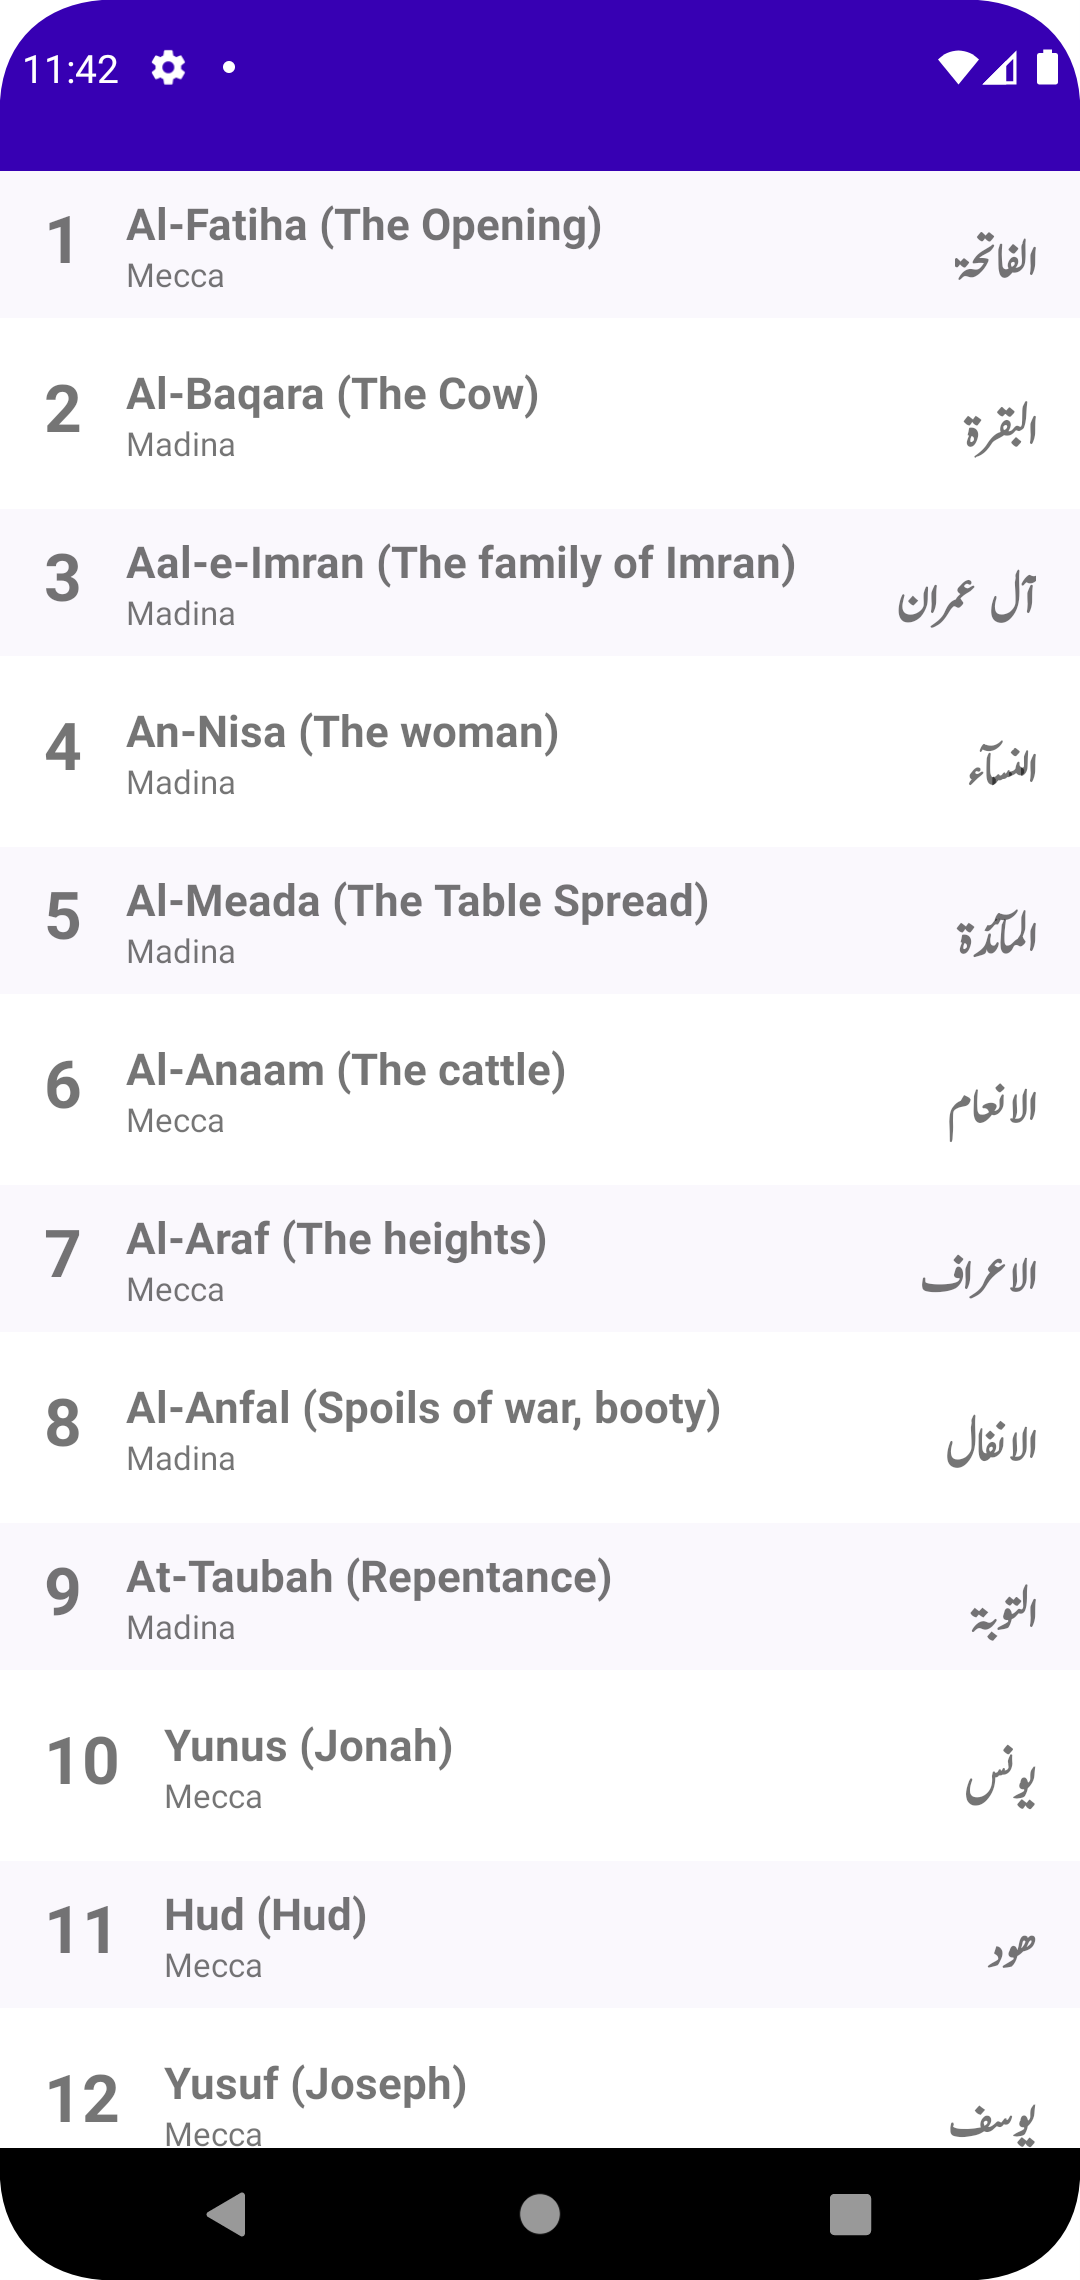 11:42
1 Al-Fatiha (The Opening)
Mecca
الفاتحة
2 Al-Baqara (The Cow)
Madina
البقرة
3 Aal-e-Imran (The family of Imran)
Madina
آل عمران
4 An-Nisa (The woman)
Madina
النسآء
5 Al-Meada (The Table Spread)
Madina
المآئدة
6 Al-Anaam (The cattle)
Mecca
الانعام
7 Al-Araf (The heights)
Mecca
الاعراف
8 Al-Anfal (Spoils of war, booty)
Madina
الانفال
9 At-Taubah (Repentance)
Madina
التوبة
10 Yunus (Jonah)
Mecca
يونس
11 Hud (Hud)
Mecca
هود
12 Yusuf (Joseph)
Mecca
يوسف